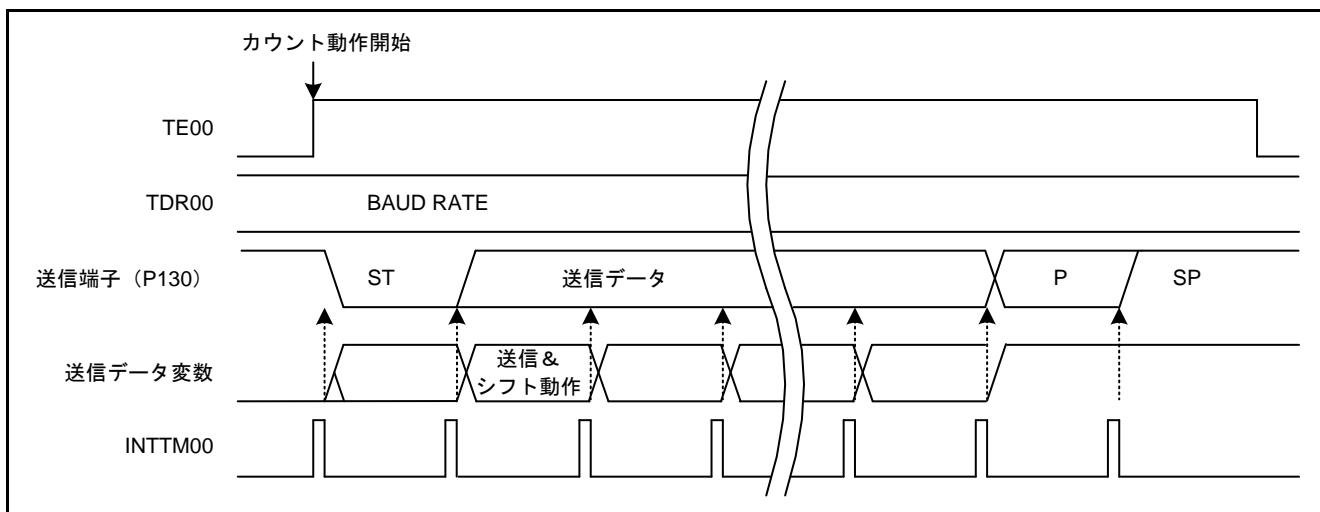 カウント動作開始
TE00
TDR00 BAUD RATE
送信端子（P130） ST 送信データ P SP
送信データ変数 送信＆
シフト動作
INTTM00